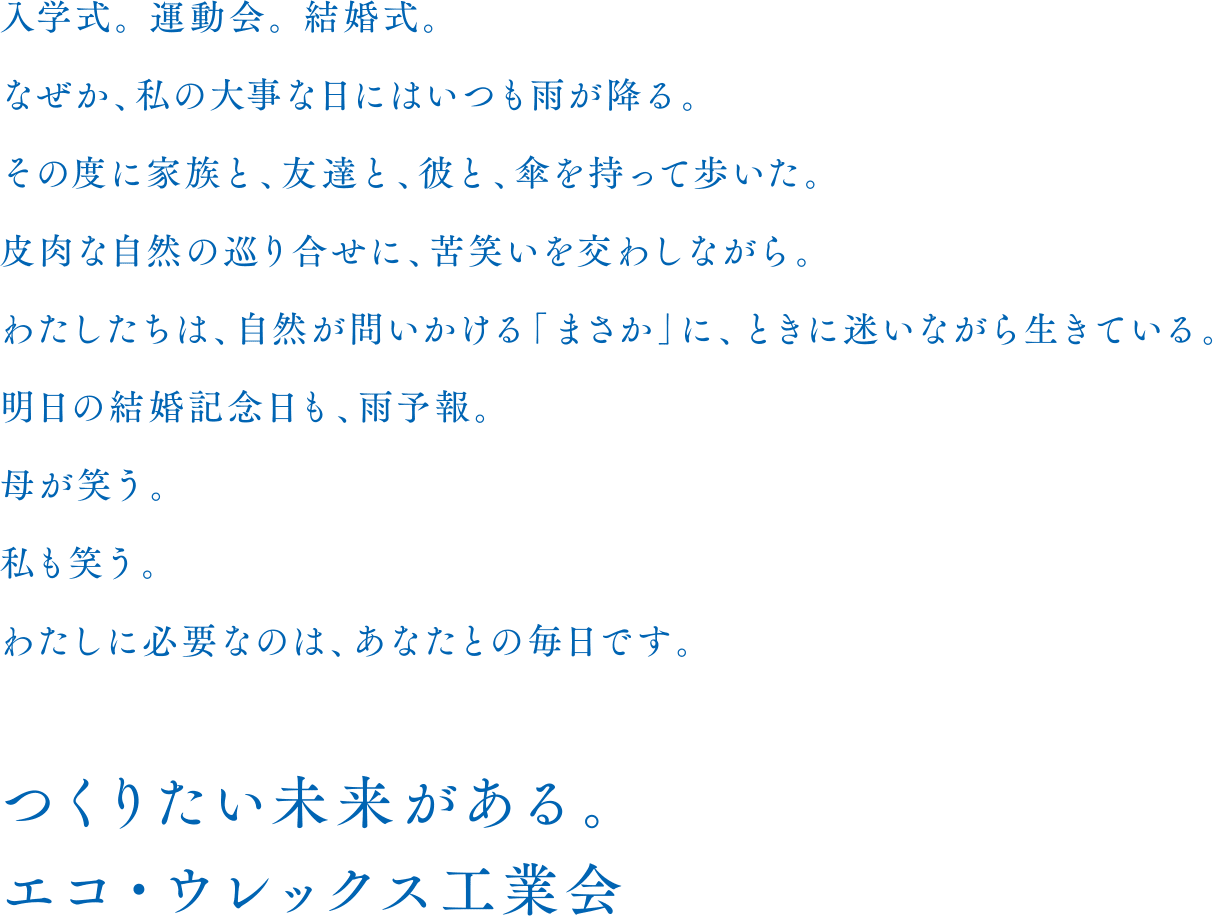 入学式。運動会。結婚式。
なぜか、私の大事な日にはいつも雨が降る。
その度に家族と、友達と、彼と、傘を持って歩いた。
皮肉な自然の巡り合せに、苦笑いを交わしながら。
わたしたちは、自然が問いかける「まさか」に、ときに迷いながら生きている。
明日の結婚記念日も、雨予報。
母が笑う。
私も笑う。
わたしに必要なのは、あなたとの毎日です。
つくりたい未来がある。
エコ・ウレックス工業会